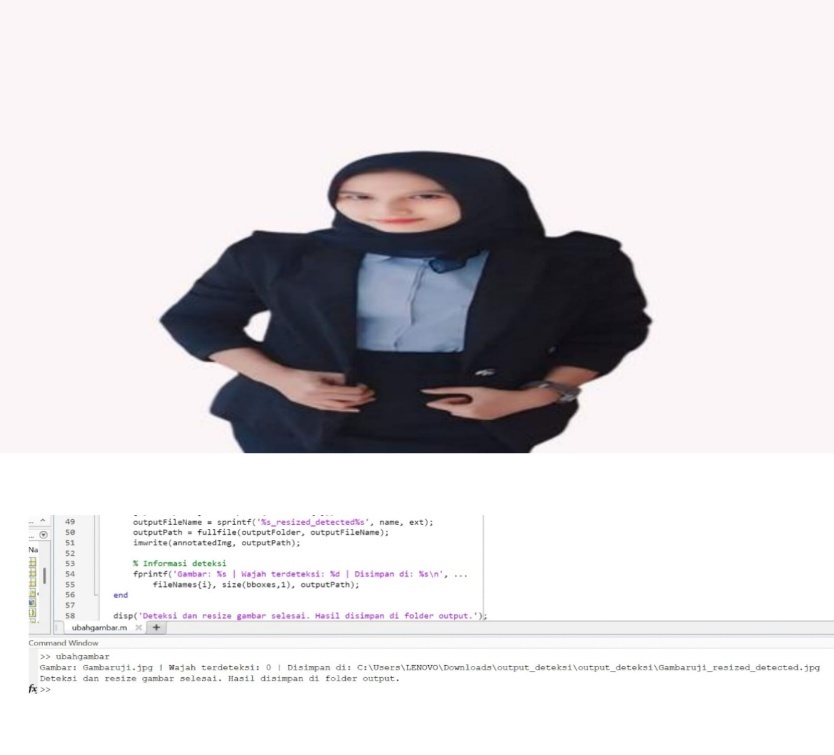 49 outputFileName = sprintf('%s_resized_detected%s', name, ext);
50 outputPath = fullfile(outputFolder, outputFileName);
51 imwrite(annotatedImg, outputPath);
52
53 % Informasi deteksi
54 fprintf('Gambar: %s | Wajah terdeteksi: %d | Disimpan di: %s\n', ...
55 fileNames{i}, size(bboxes,1), outputPath);
56 end
57
58 disp('Deteksi dan resize gambar selesai. Hasil disimpan di folder output.');
Na
ubahgambar.m × +
Command Window
>> ubahgambar
Gambar: Gambaruji.jpg | Wajah terdeteksi: 0 | Disimpan di: C:\Users\LENOVO\Downloads\output_deteksi\output_deteksi\Gambaruji_resized_detected.jpg
Deteksi dan resize gambar selesai. Hasil disimpan di folder output.
fx >>